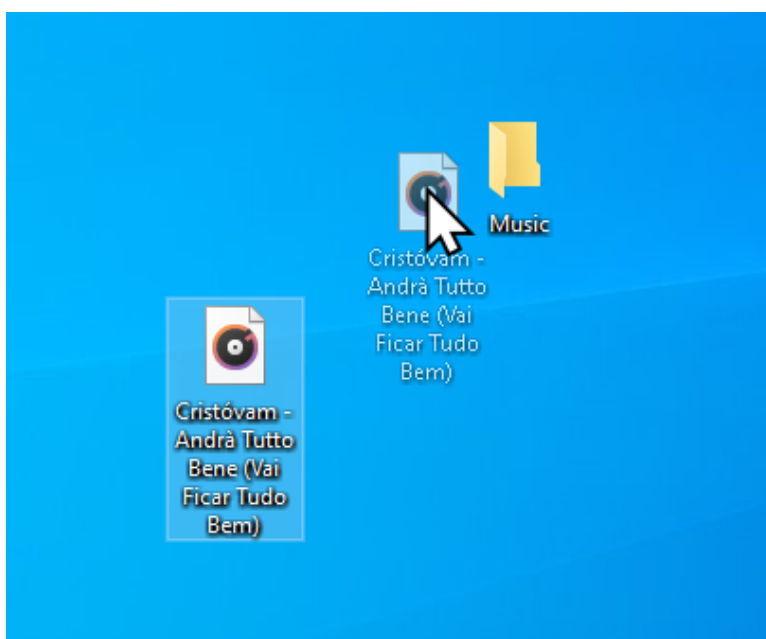 Music
Cristóvam -
Andrà Tutto
Bene (Vai
Ficar Tudo
Bem)
Cristóvam -
Andrà Tutto
Bene (Vai
Ficar Tudo
Bem)